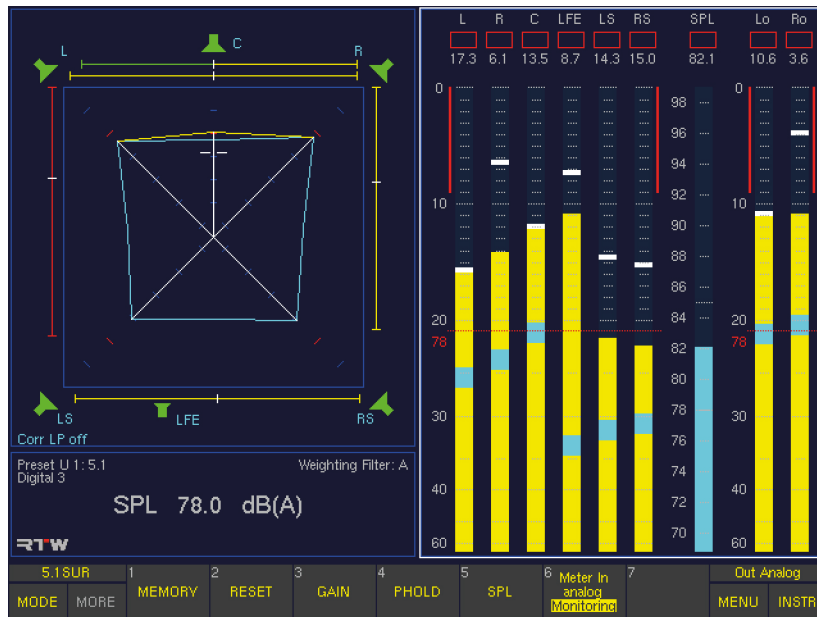 L R C LFE LS RS SPL Lo Ro
17.3 6.1 13.5 8.7 14.3 15.0 82.1 10.6 3.6
L C R
LS LFE RS
Corr LP off
0 98 0
96
94
92
10 90 10
88
86
20 84 20
78 82 78
80
30 78 30
76
74
40 72 40
70
60 60
Preset U 1: 5.1 Weighting Filter: A
Digital 3
SPL 78.0 dB(A)
RTW
5.1SUR 1 2 3 4 5 6 7 Out Analog
MODE MORE MEMORY RESET GAIN PHOLD SPL Meter In MENU INSTR
analog
Monitoring